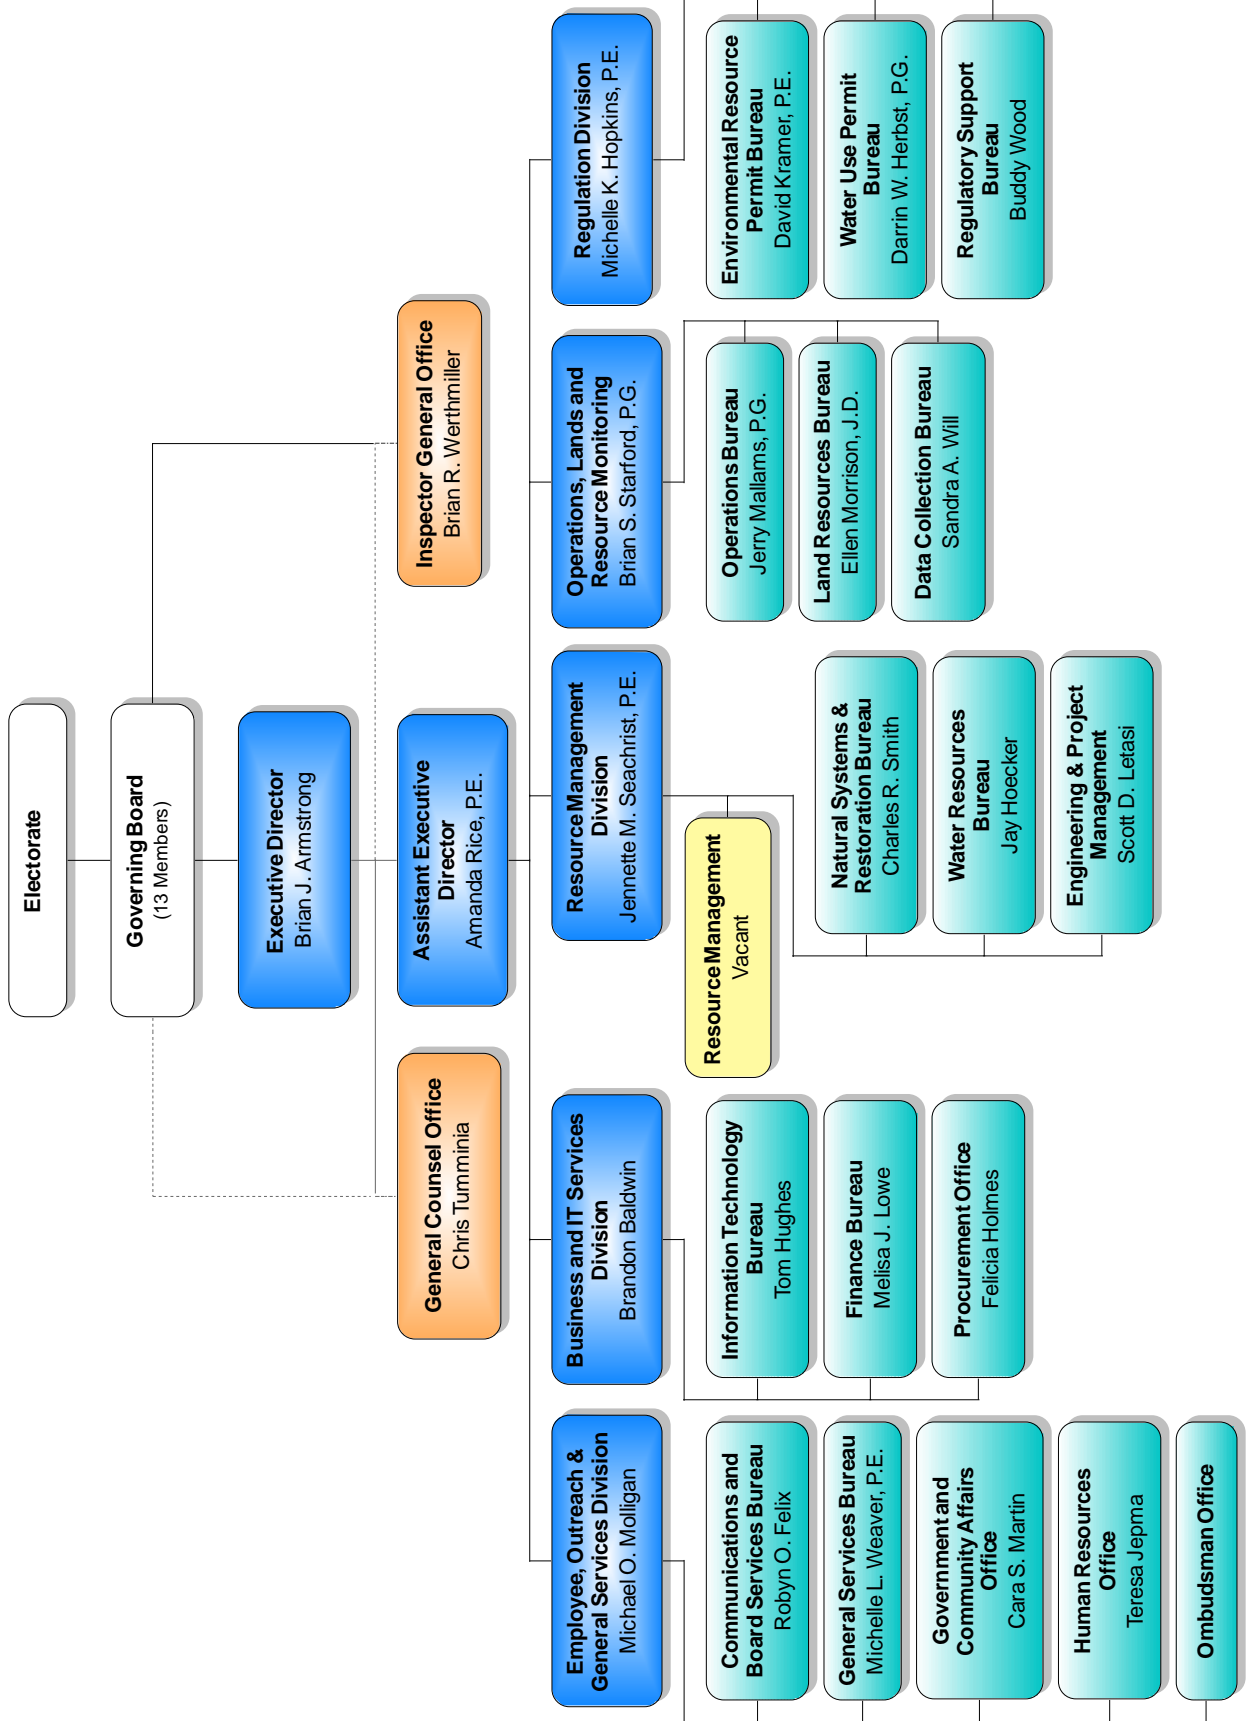 Electorate
Governing Board
(13 Members)
Executive Director
Brian J. Armstrong
General Counsel Office
Chris Tumminia
Assistant Executive
Director
Amanda Rice, P.E.
Inspector General Office
Brian R. Werthmiller
Employee, Outreach &
General Services Division
Michael O. Molligan
Business and IT Services
Division
Brandon Baldwin
Resource Management
Division
Jennette M. Seachrist, P.E.
Operations, Lands and
Resource Monitoring
Brian S. Starford, P.G.
Regulation Division
Michelle K. Hopkins, P.E.
Communications and
Board Services Bureau
Robyn O. Felix
General Services Bureau
Michelle L. Weaver, P.E.
Government and
Community Affairs
Office
Cara S. Martin
Human Resources
Office
Teresa Jepma
Ombudsman Office
Information Technology
Bureau
Tom Hughes
Finance Bureau
Melisa J. Lowe
Procurement Office
Felicia Holmes
Resource Management
Vacant
Natural Systems &
Restoration Bureau
Charles R. Smith
Water Resources
Bureau
Jay Hoecker
Engineering & Project
Management
Scott D. Letasi
Operations Bureau
Jerry Mallams, P.G.
Land Resources Bureau
Ellen Morrison, J.D.
Data Collection Bureau
Sandra A. Will
Environmental Resource
Permit Bureau
David Kramer, P.E.
Water Use Permit
Bureau
Darrin W. Herbst, P.G.
Regulatory Support
Bureau
Buddy Wood